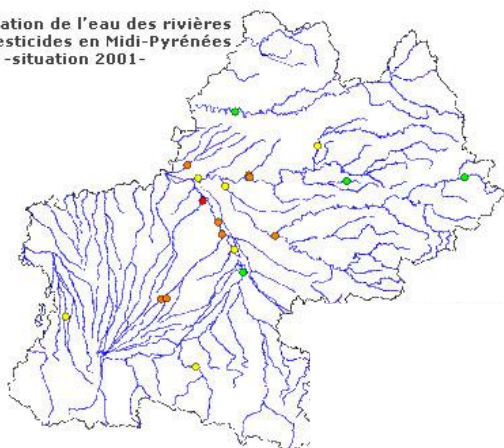 ation de l'eau des rivières
esticides en Midi-Pyrénées
-situation 2001-